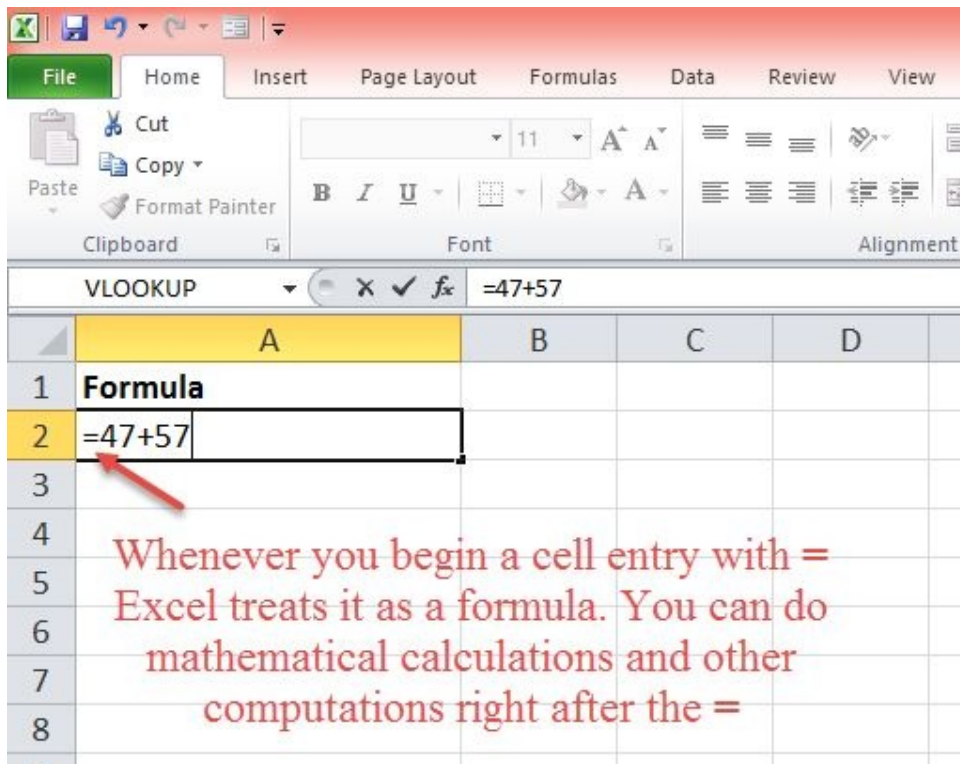 File Home Insert Page Layout Formulas Data Review View
Cut
Copy
Paste
Format Painter
11 A A
B I U A
Clipboard Font Alignment
VLOOKUP fx =47+57
A B C D
1 Formula
2 =47+57
3
4
5
6
7
8
Whenever you begin a cell entry with =
Excel treats it as a formula. You can do
mathematical calculations and other
computations right after the =